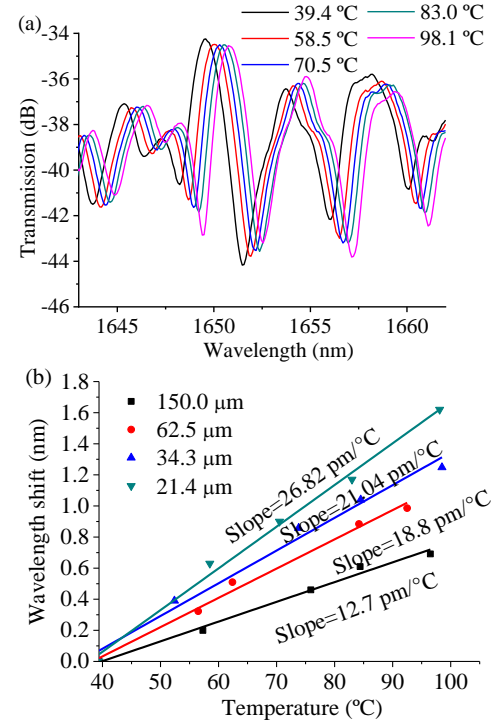 (a)
39.4 ºC
83.0 ºC
58.5 ºC
98.1 ºC
70.5 ºC
-34
-36
-38
-40
-42
-44
-46
Transmission (dB)
1645
1650
1655
1660
Wavelength (nm)
(b)
150.0 μm
62.5 μm
34.3 μm
21.4 μm
1.8
1.6
1.4
1.2
1.0
0.8
0.6
0.4
0.2
0.0
Wavelength shift (nm)
Slope=26.82 pm/°C
Slope=21.04 pm/°C
Slope=18.8 pm/°C
Slope=12.7 pm/°C
40
50
60
70
80
90
100
Temperature (ºC)